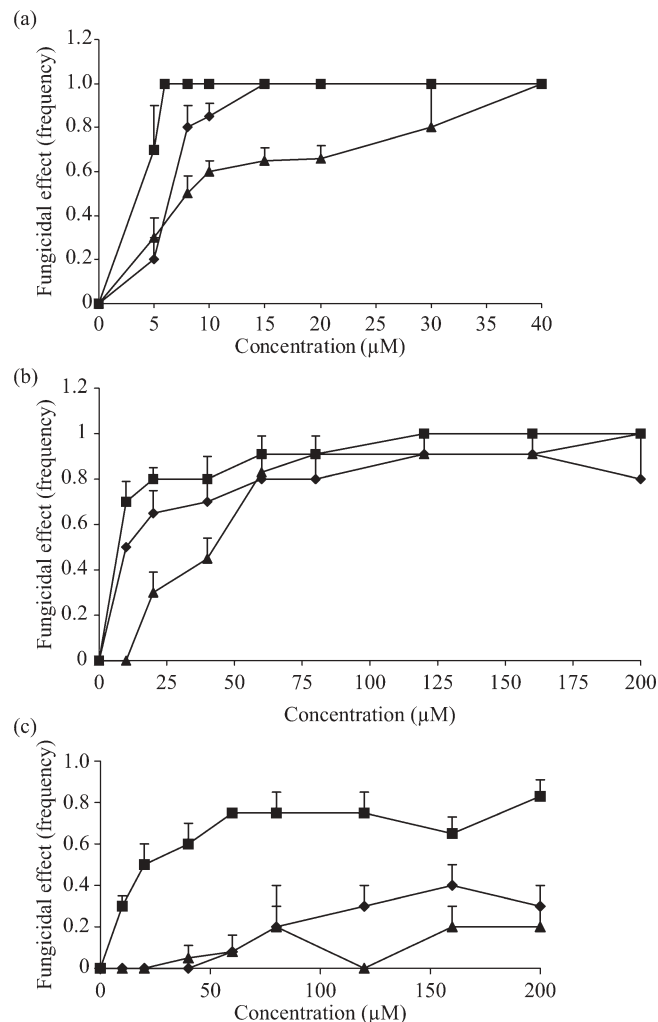 (a)
1.2
1.0
0.8
0.6
0.4
0.2
0
Fungicidal effect (frequency)
0 5 10 15 20 25 30 35 40
Concentration (µM)
(b)
1.2
1
0.8
0.6
0.4
0.2
0
Fungicidal effect (frequency)
0 25 50 75 100 125 150 175 200
Concentration (µM)
(c)
1.0
0.8
0.6
0.4
0.2
0
Fungicidal effect (frequency)
0 50 100 150 200
Concentration (µM)